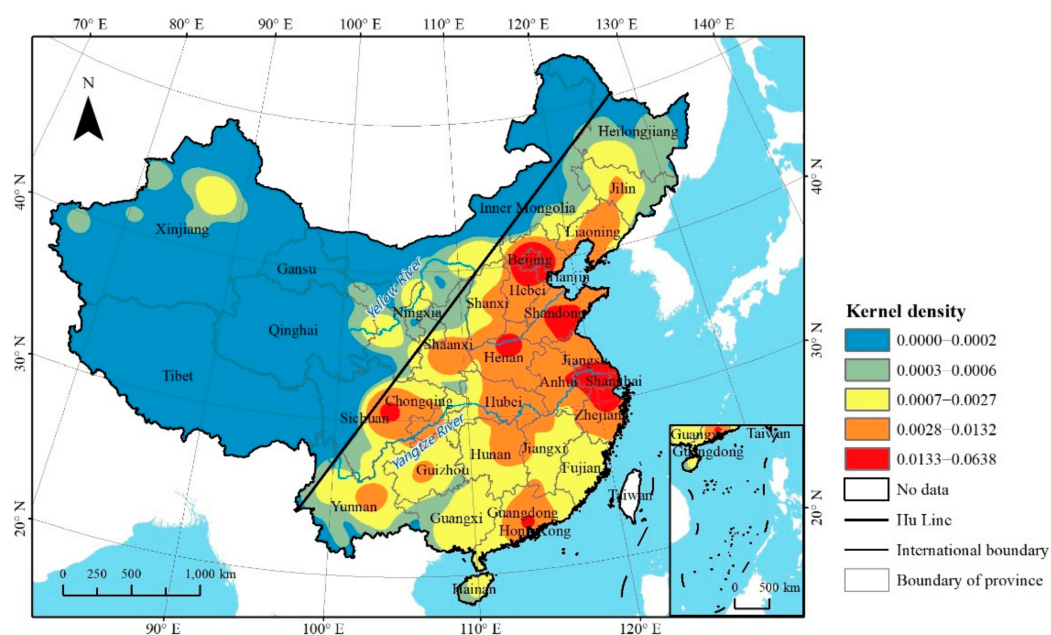 70° E 80° E 90° E 100° E 110° E 120° E 130° E 140° E
N
Heilongjiang
40° N
40° N
Jilin
Inner Mongolia
Xinjiang
Liaoning
Beijing
Gansu
Tianjin
Yellow River
Hebei
Shanxi
Ningxia
Shandong
Qinghai
Kernel density
0.0000–0.0002
0.0003–0.0006
0.0007–0.0027
0.0028–0.0132
0.0133–0.0638
No data
Hu Line
International boundary
Boundary of province
30° N
30° N
Shaanxi
Henan
Jiangsu
Tibet
Anhui
Shanghai
Chongqing
Hubei
Sichuan
Zhejiang
Yangtze River
Jiangxi
Hunan
Guizhou
Fujian
Guangxi
Taiwan
Guangdong
Taiwan
Yunnan
Guangdong
Guangxi
Hong Kong
20° N
20° N
0 250 500 1,000 km
Hainan
0 500 km
90° E 100° E 110° E 120° E